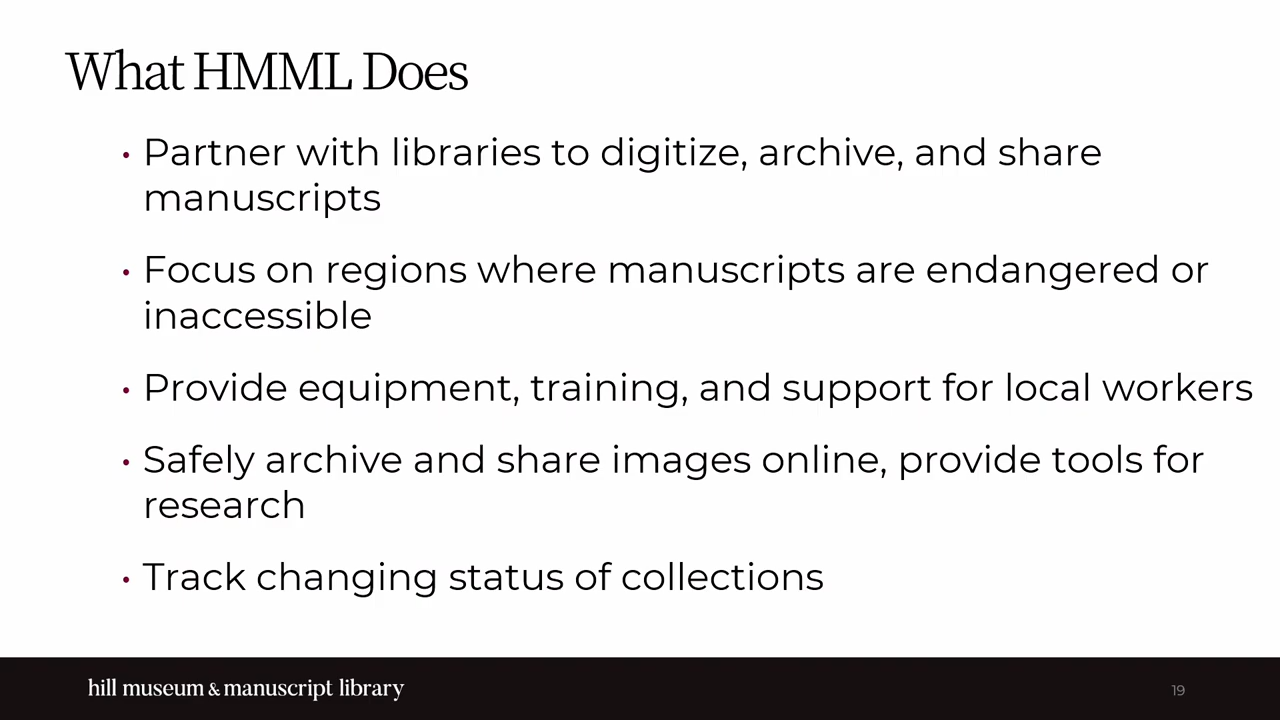 What HMML Does
• Partner with libraries to digitize, archive, and share
manuscripts
• Focus on regions where manuscripts are endangered or
inaccessible
• Provide equipment, training, and support for local workers
• Safely archive and share images online, provide tools for
research
• Track changing status of collections
hill museum & manuscript library
19